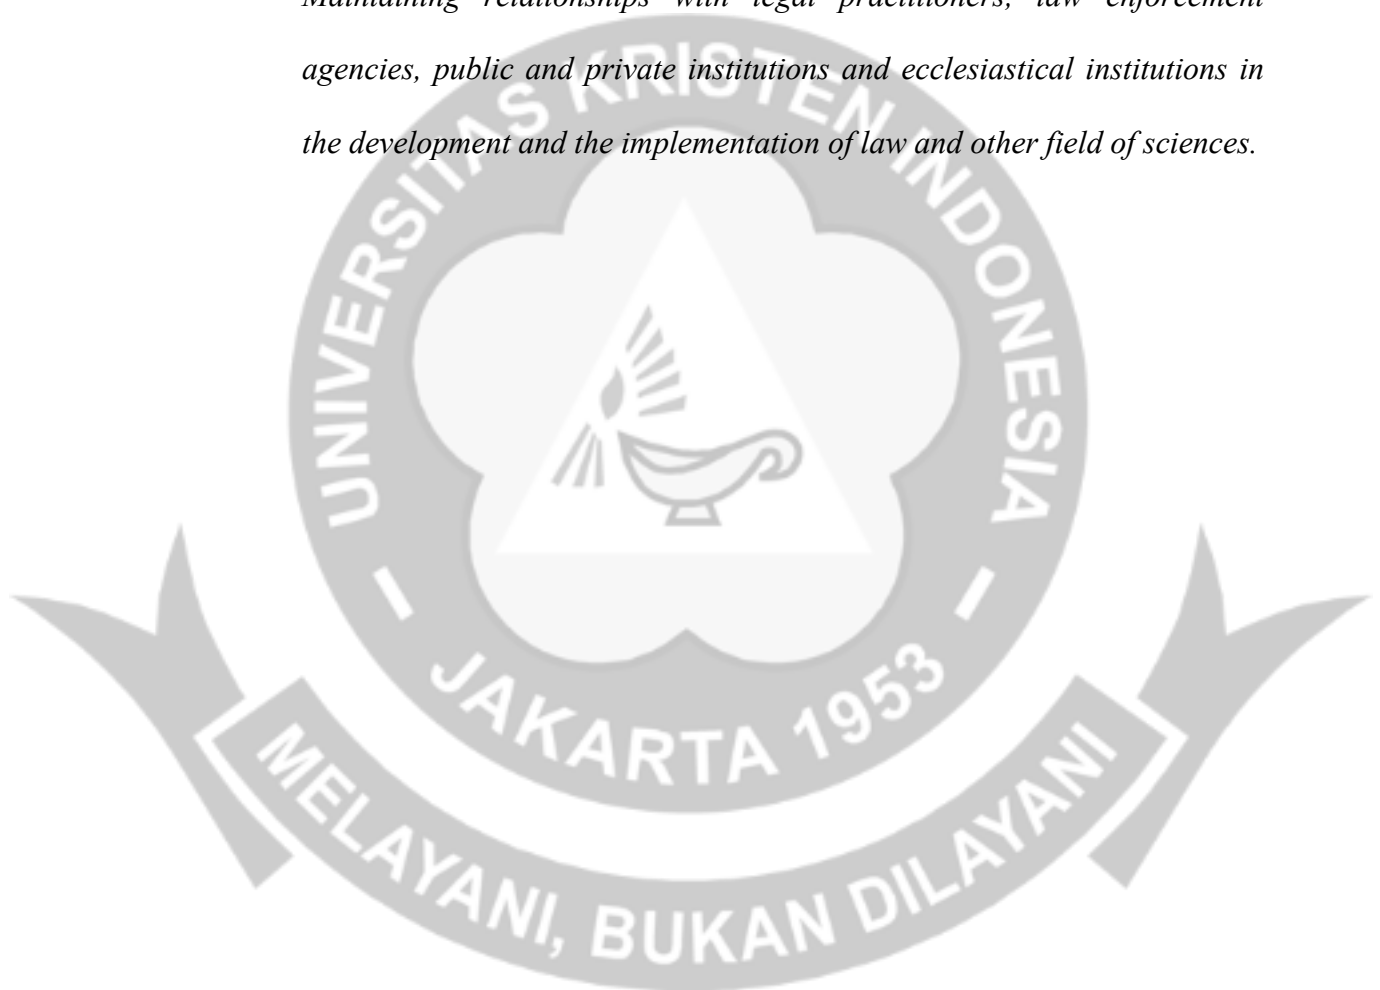 Maintaining relationships with legal practitioners, law enforcement
agencies, public and private institutions and ecclesiastical institutions in
the development and the implementation of law and other field of sciences.
UNIVERSITAS KRISTEN INDONESIA
JAKARTA 1953
MELAYANI, BUKAN DILAYANI